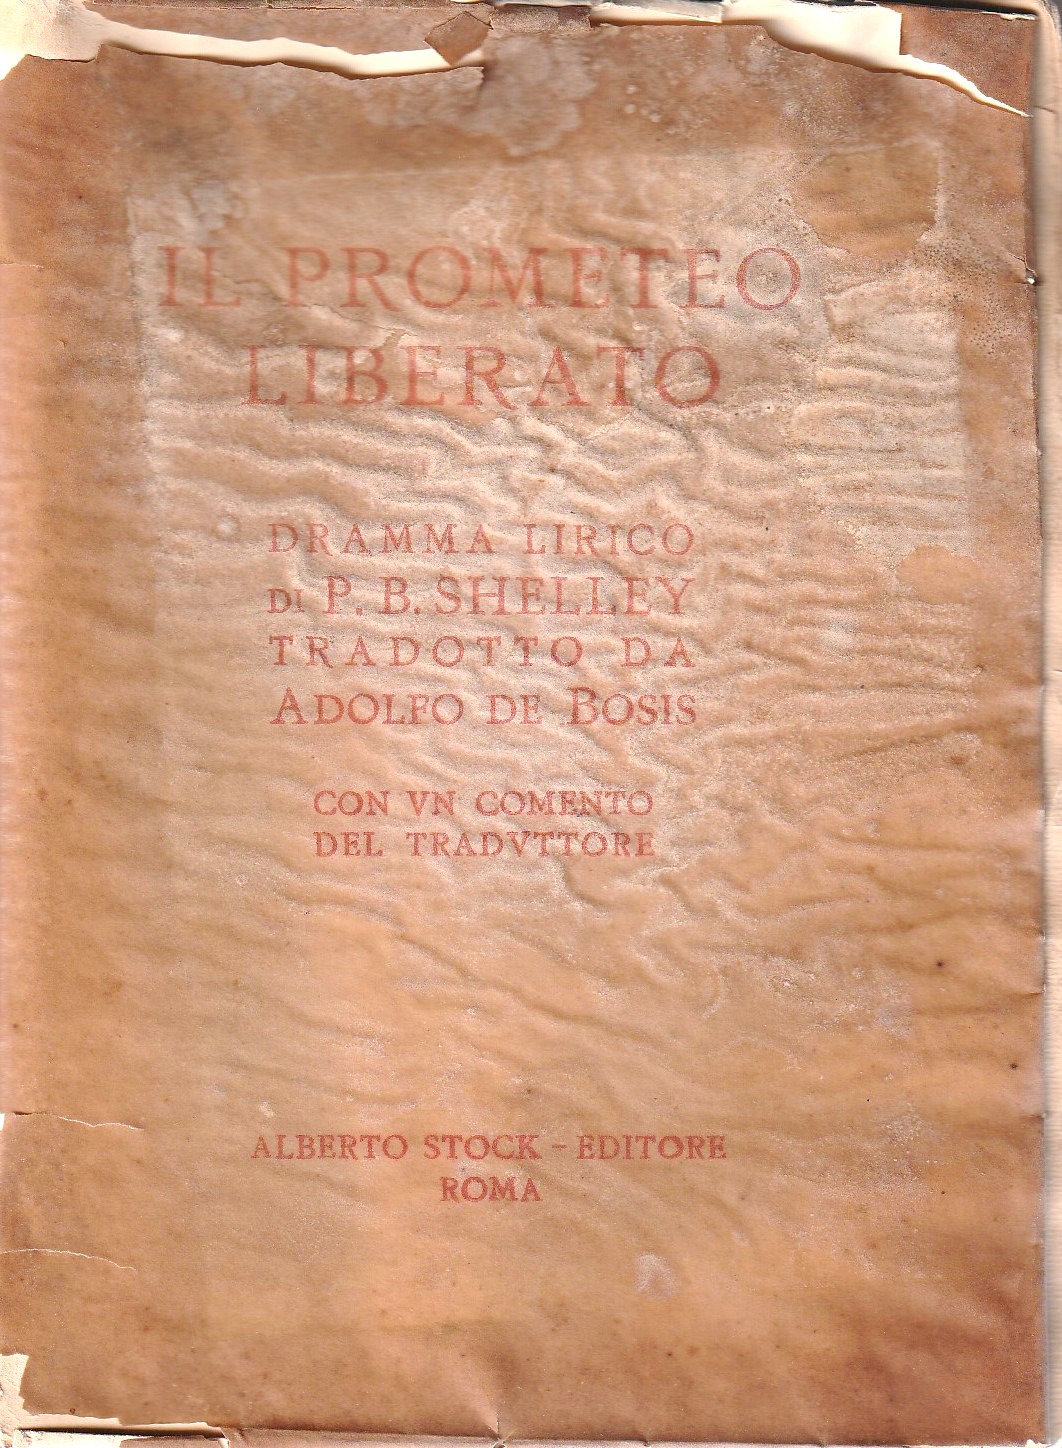 IL PROMETEO
LIBERATO
DRAMMA LIRICO
DI P. B. SHELLEY
TRADOTTO DA
ADOLFO DE BOSIS
CON VN COMENTO
DEL TRADVTTORE
ALBERTO STOCK - EDITORE
ROMA